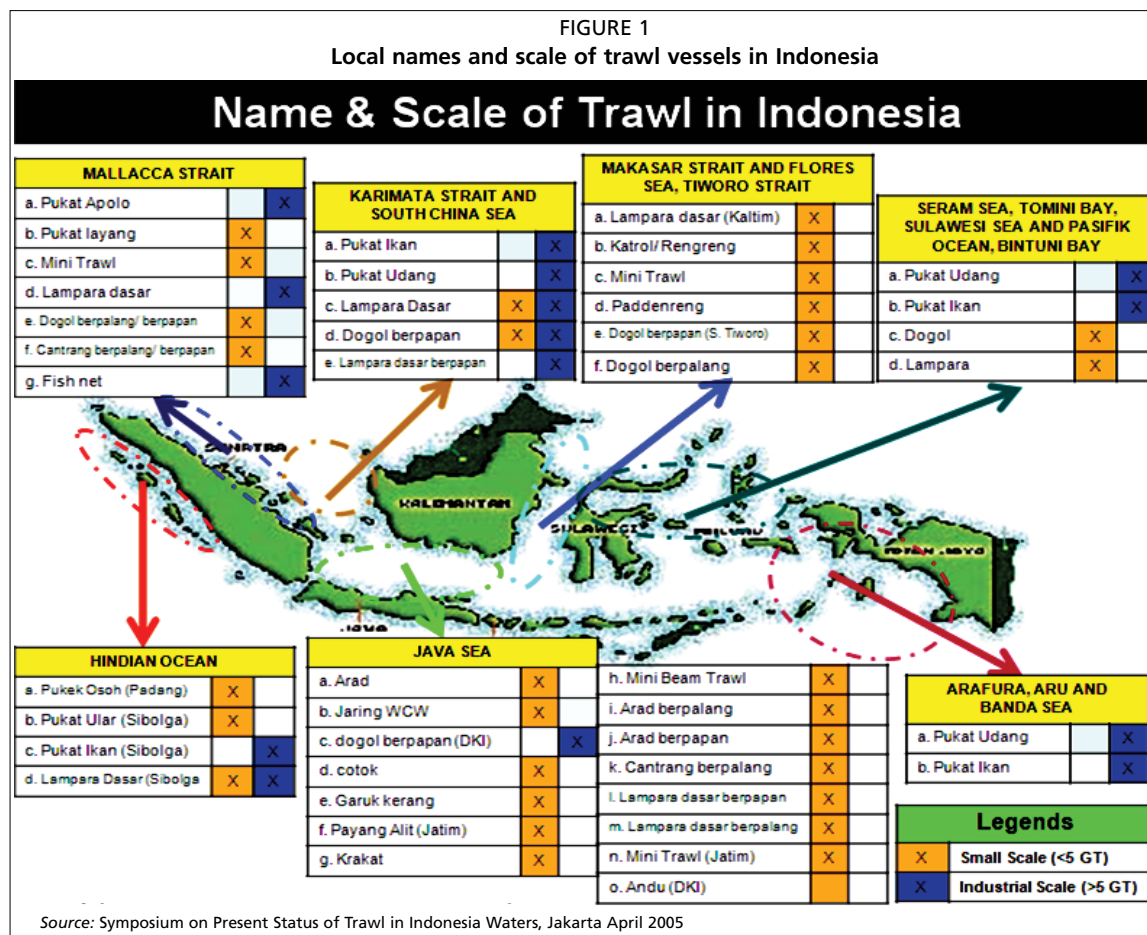 FIGURE 1
Local names and scale of trawl vessels in Indonesia
Name & Scale of Trawl in Indonesia
MALLACCA STRAIT
a. Pukat Apolo X
b. Pukat layang X
c. Mini Trawl X
d. Lampara dasar X
e. Dogol berpalang/ berpapan X
f. Cantrang berpalang/ berpapan X
g. Fish net X
KARIMATA STRAIT AND
SOUTH CHINA SEA
a. Pukat Ikan X
b. Pukat Udang X
c. Lampara Dasar X X
d. Dogol berpapan X X
e. Lampara dasar berpapan X
MAKASAR STRAIT AND FLORES
SEA, TIWORO STRAIT
a. Lampara dasar (Kaltim) X
b. Katrol/ Rengreng X
c. Mini Trawl X
d. Paddenreng X
e. Dogol berpapan (S. Tiworo) X
f. Dogol berpalang X
SERAM SEA, TOMINI BAY,
SULAWESI SEA AND PASIFIK
OCEAN, BINTUNI BAY
a. Pukat Udang X
b. Pukat Ikan X
c. Dogol X
d. Lampara X
KALIMANTAN
SULAWESI
JAVA
HINDIAN OCEAN
a. Pukek Osoh (Padang) X
b. Pukat Ular (Sibolga) X
c. Pukat Ikan (Sibolga) X
d. Lampara Dasar (Sibolga X X
JAVA SEA
a. Arad X
b. Jaring WCW X
c. dogol berpapan (DKI) X
d. cotok X
e. Garuk kerang X
f. Payang Alit (Jatim) X
g. Krakat X
h. Mini Beam Trawl X
i. Arad berpalang X
j. Arad berpapan X
k. Cantrang berpalang X
l. Lampara dasar berpapan X
m. Lampara dasar berpalang X
n. Mini Trawl (Jatim) X
o. Andu (DKI)
ARAFURA, ARU AND
BANDA SEA
a. Pukat Udang X
b. Pukat Ikan X
Legends
X Small Scale (<5 GT)
X Industrial Scale (>5 GT)
Source: Symposium on Present Status of Trawl in Indonesia Waters, Jakarta April 2005